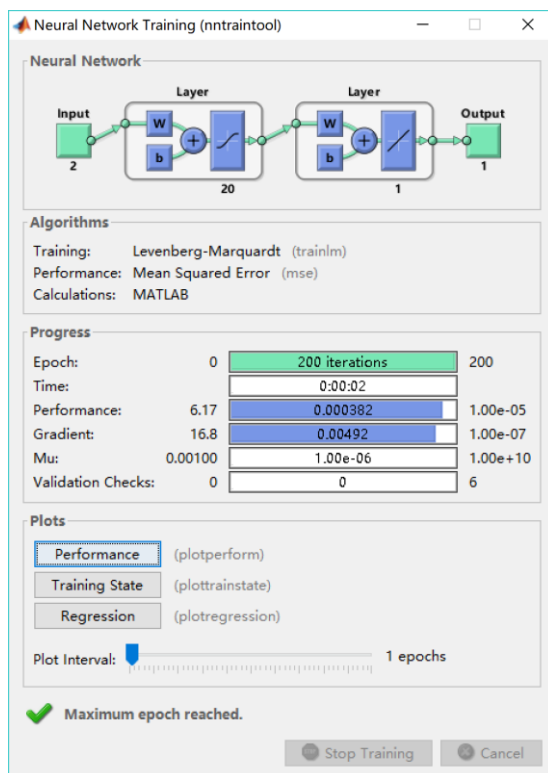 Neural Network Training (nntraintool)
Neural Network
Layer Layer
Input Output
W W
b b
2 1
20 1
Algorithms
Training: Levenberg-Marquardt (trainlm)
Performance: Mean Squared Error (mse)
Calculations: MATLAB
Progress
Epoch: 0 200 iterations 200
Time: 0:00:02
Performance: 6.17 0.000382 1.00e-05
Gradient: 16.8 0.00492 1.00e-07
Mu: 0.00100 1.00e-06 1.00e+10
Validation Checks: 0 0 6
Plots
Performance (plotperform)
Training State (plottrainstate)
Regression (plotregression)
Plot Interval: 1 epochs
Maximum epoch reached.
Stop Training Cancel